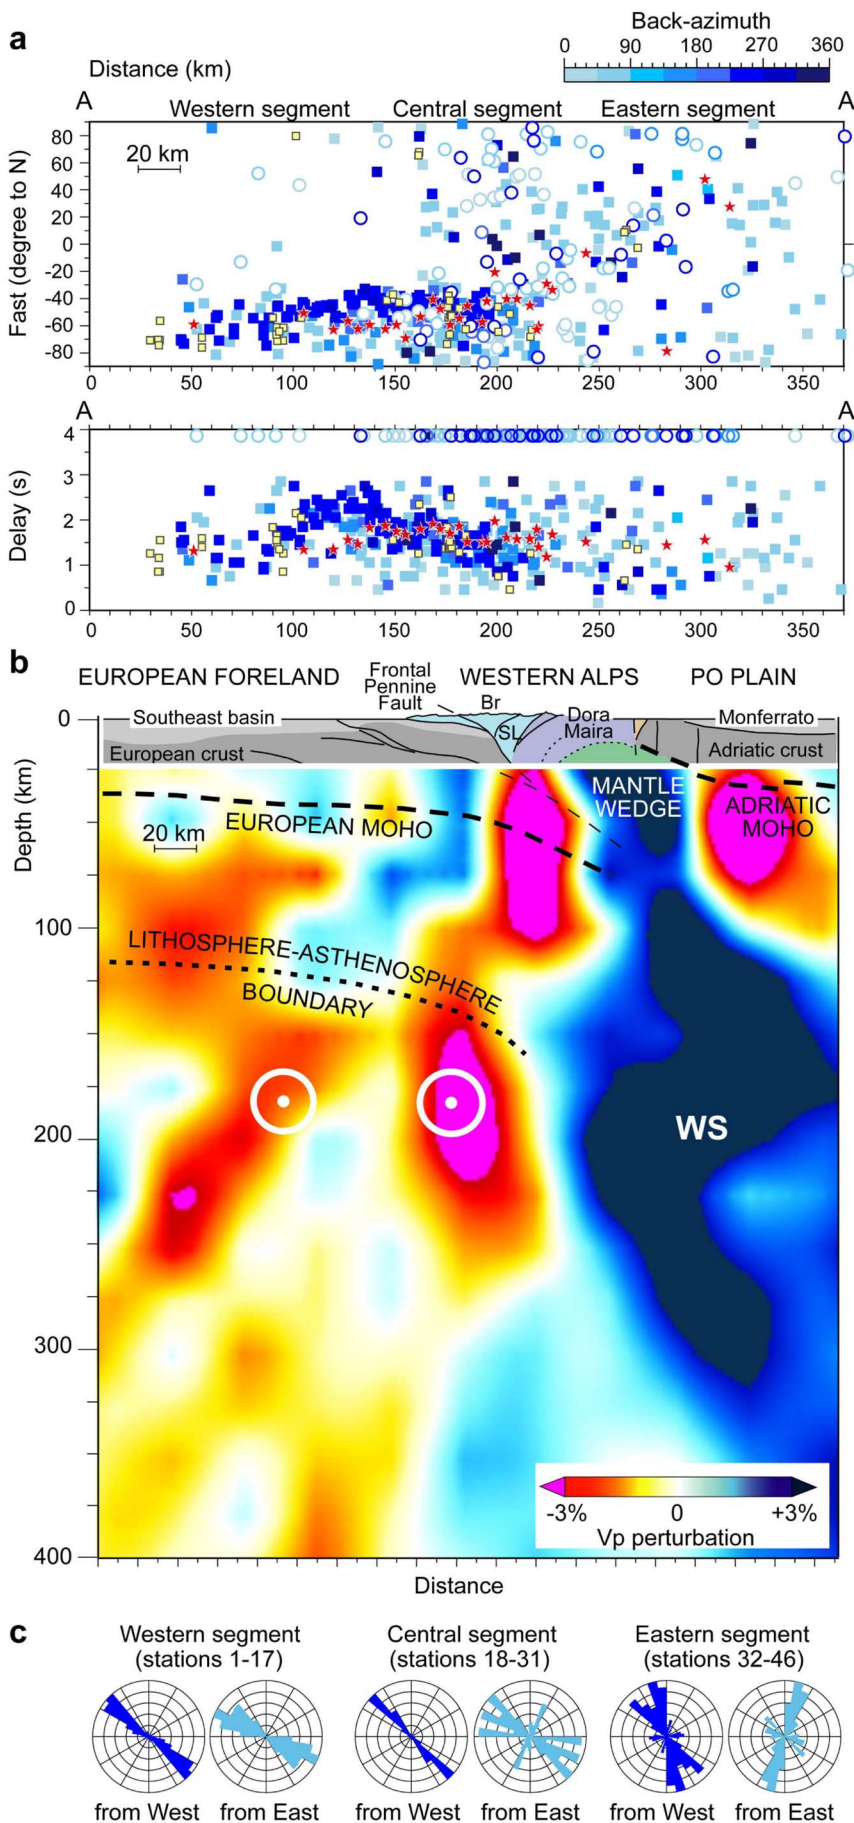 a
Back-azimuth
0 90 180 270 360
Distance (km)
A A
Western segment Central segment Eastern segment
Fast (degree to N)
80
60
40
20
0
-20
-40
-60
-80
20 km
0 50 100 150 200 250 300 350
A A
Delay (s)
4
3
2
1
0
0 50 100 150 200 250 300 350
b
EUROPEAN FORELAND
Frontal
Pennine
Fault
WESTERN ALPS
PO PLAIN
Br
SL
Dora
Maira
Southeast basin
Monferrato
European crust
Adriatic crust
Depth (km)
0
100
200
300
400
MANTLE
WEDGE
ADRIATIC
MOHO
EUROPEAN MOHO
20 km
LITHOSPHERE-ASTHENOSPHERE
BOUNDARY
WS
-3% 0 +3%
Vp perturbation
Distance
c
Western segment
(stations 1-17)
Central segment
(stations 18-31)
Eastern segment
(stations 32-46)
from West from East
from West from East
from West from East